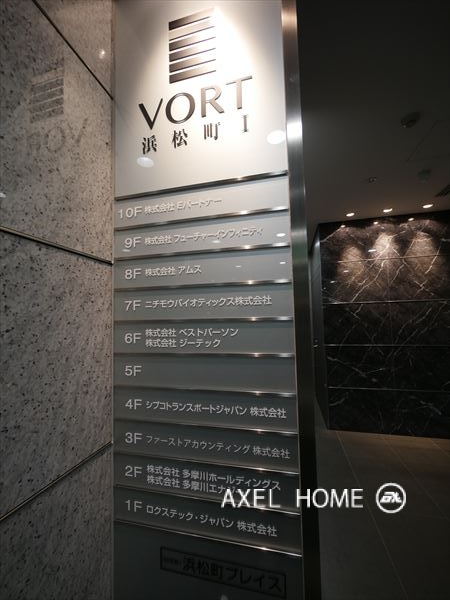 VORT
浜松町 I
10F 株式会社 Eパートナー
9F 株式会社 フューチャーインフィニティ
8F 株式会社 アムス
7F ニチモウバイオティックス株式会社
6F 株式会社 ベストパーソン
株式会社 ジーテック
5F
4F シブコトランスポートジャパン 株式会社
3F ファーストアカウンティング 株式会社
2F 株式会社 多摩川ホールディングス
株式会社 多摩川エナ
1F ロクステック・ジャパン 株式会社
AXEL HOME
浜松町プレイス